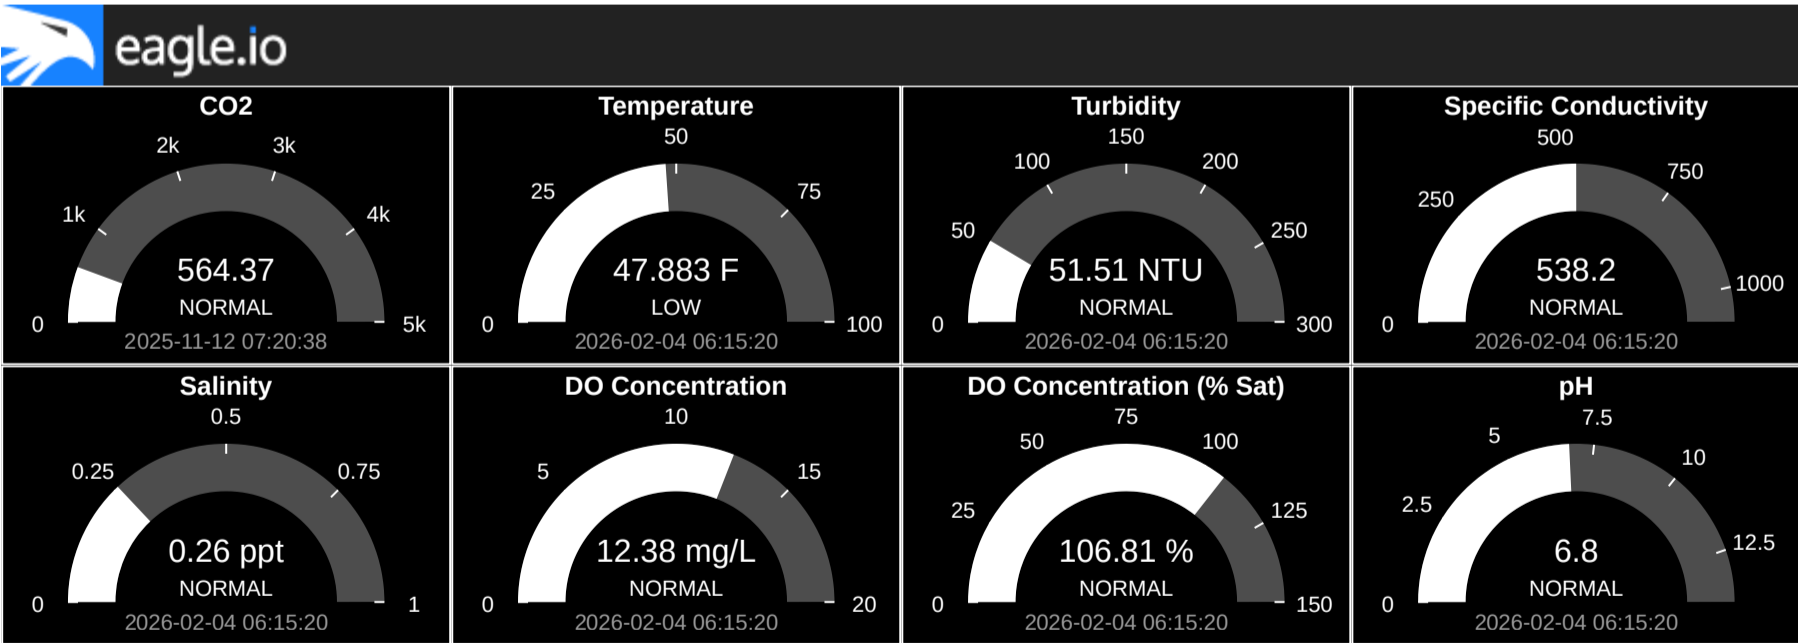 eagle.io
CO2
0
1k
2k
3k
4k
5k
564.37
NORMAL
2025-11-12 07:20:38
Temperature
0
25
50
75
100
47.883 F
LOW
2026-02-04 06:15:20
Turbidity
0
50
100
150
200
250
300
51.51 NTU
NORMAL
2026-02-04 06:15:20
Specific Conductivity
0
250
500
750
1000
538.2
NORMAL
2026-02-04 06:15:20
Salinity
0
0.25
0.5
0.75
1
0.26 ppt
NORMAL
2026-02-04 06:15:20
DO Concentration
0
5
10
15
20
12.38 mg/L
NORMAL
2026-02-04 06:15:20
DO Concentration (% Sat)
0
25
50
75
100
125
150
106.81 %
NORMAL
2026-02-04 06:15:20
pH
0
2.5
5
7.5
10
12.5
6.8
NORMAL
2026-02-04 06:15:20